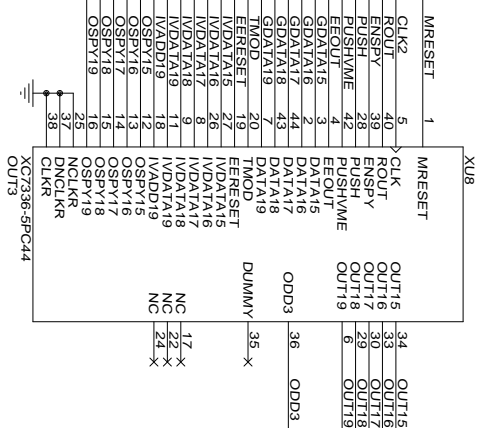 XU8
MRESET 1 MRESET
CLK2 5 CLK OUT15 34 OUT15
ROUT 40 ROUT OUT16 33 OUT16
ENSPY 39 ENSPY OUT17 30 OUT17
PUSH 28 PUSH OUT18 29 OUT18
PUSHVME 42 PUSHVME OUT19 6 OUT19
EEOUT 4 EEOUT
GDATA15 3 DATA15
GDATA16 2 DATA16
GDATA17 44 DATA17 ODD3 36 ODD3
GDATA18 43 DATA18
GDATA19 7 DATA19
TMOD 20 TMOD DUMMY 35
EERESET 19 EERESET
IVDATA15 27 IVDATA15
IVDATA16 26 IVDATA16
IVDATA17 8 IVDATA17
IVDATA18 9 IVDATA18 NC 17
IVDATA19 11 IVDATA19 NC 22
IVADD19 18 IVADD19 NC 24
OSPY15 12 OSPY15
OSPY16 13 OSPY16
OSPY17 14 OSPY17
OSPY18 15 OSPY18
OSPY19 16 OSPY19
25 NCLKR
37 DNCLKR
38 CLKR
XC7336-5PC44
OUT3